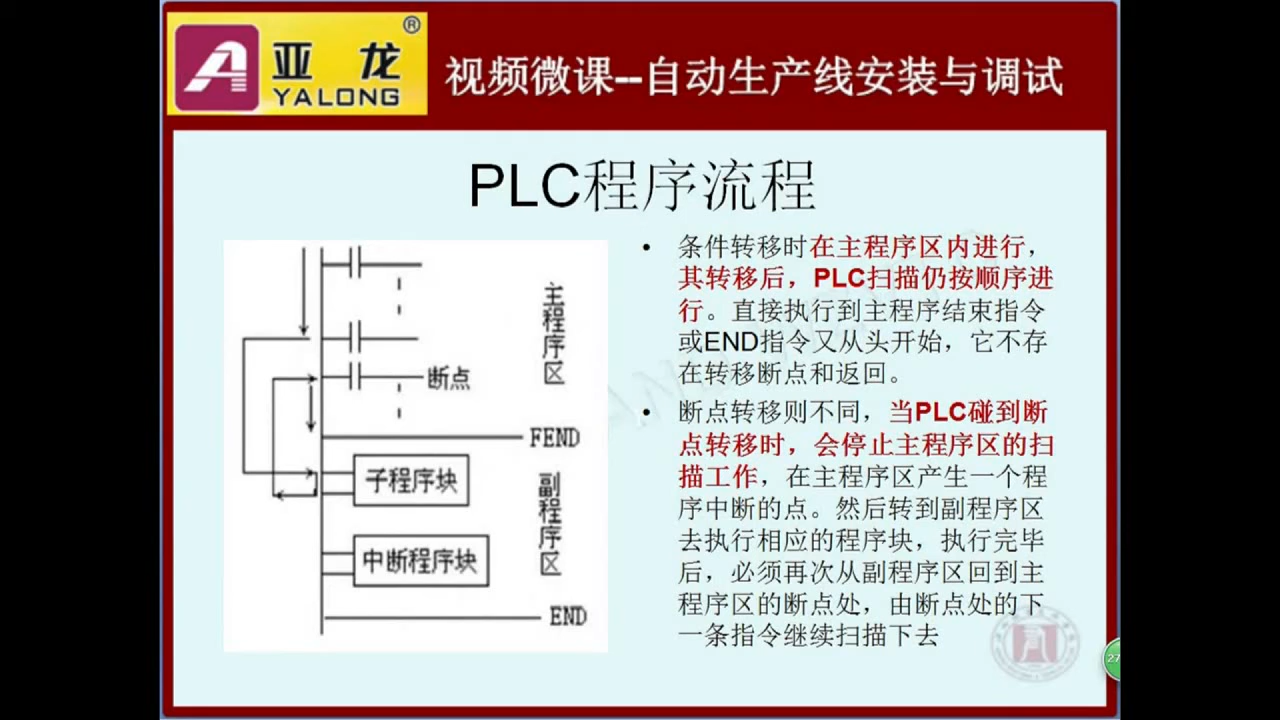 亚龙®
YALONG
视频微课--自动生产线安装与调试
PLC程序流程
主程序区
断点
FEND
子程序块
副程序区
中断程序块
END
• 条件转移时在主程序区内进行，
其转移后，PLC扫描仍按顺序进
行。直接执行到主程序结束指令
或END指令又从头开始，它不存
在转移断点和返回。
• 断点转移则不同，当PLC碰到断
点转移时，会停止主程序区的扫
描工作，在主程序区产生一个程
序中断的点。然后转到副程序区
去执行相应的程序块，执行完毕
后，必须再次从副程序区回到主
程序区的断点处，由断点处的下
一条指令继续扫描下去
27